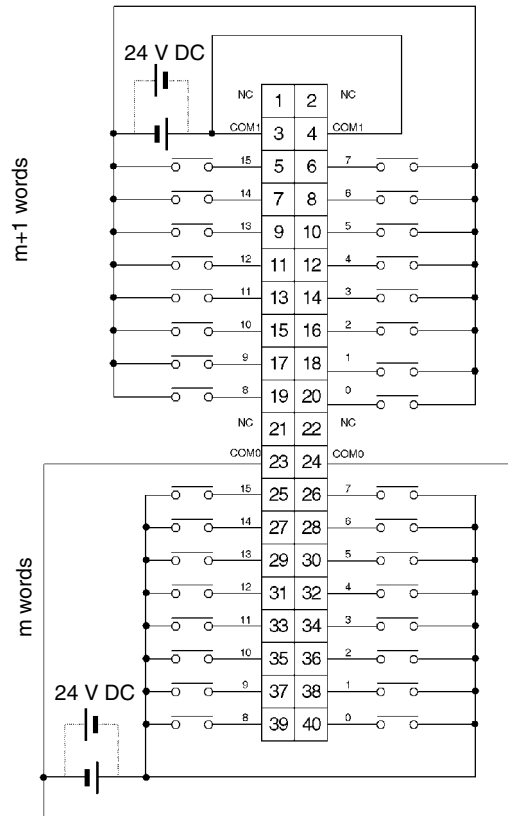 24 V DC
NC 1 2 NC
COM1 3 4 COM1
15 5 6 7
14 7 8 6
13 9 10 5
12 11 12 4
11 13 14 3
10 15 16 2
9 17 18 1
8 19 20 0
m+1 words
NC 21 22 NC
COM0 23 24 COM0
15 25 26 7
14 27 28 6
13 29 30 5
12 31 32 4
11 33 34 3
10 35 36 2
9 37 38 1
8 39 40 0
m words
24 V DC